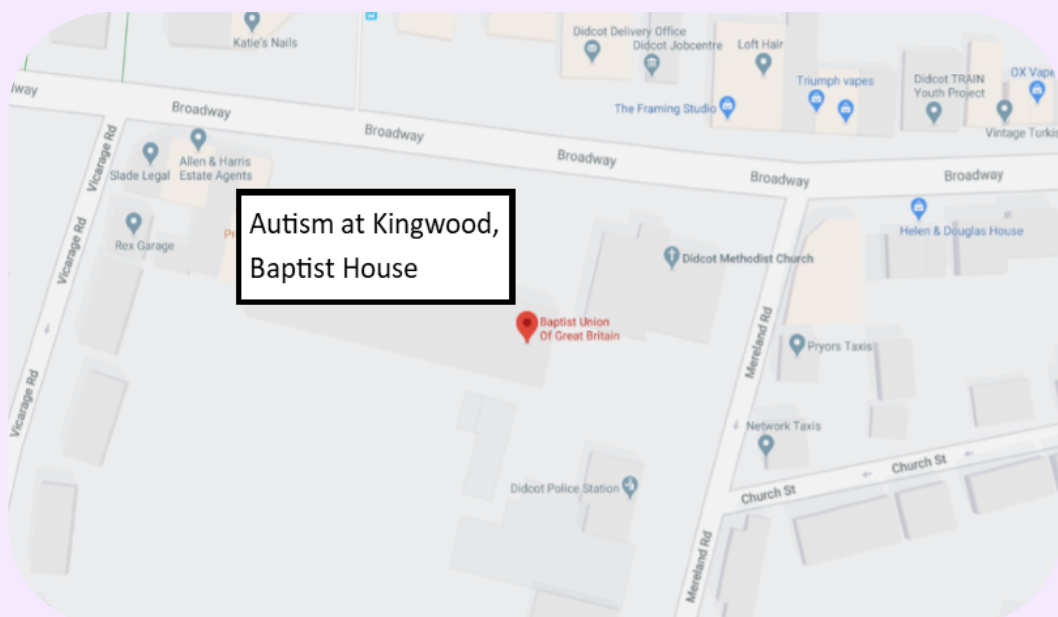 Katie's Nails
Didcot Delivery Office
Didcot Jobcentre
Loft Hair
Triumph vapes
The Framing Studio
Didcot TRAIN
Youth Project
OX Vape
Vintage Turkis
way
Broadway
Broadway
Broadway
Broadway
Broadway
Vicarage Rd
Slade Legal
Allen & Harris
Estate Agents
Rex Garage
Vicarage Rd
Vicarage Rd
Pr
Autism at Kingwood,
Baptist House
Didcot Methodist Church
Helen & Douglas House
Baptist Union
Of Great Britain
Mereland Rd
Pryors Taxis
Network Taxis
Church St
Church St
Didcot Police Station
Mereland Rd